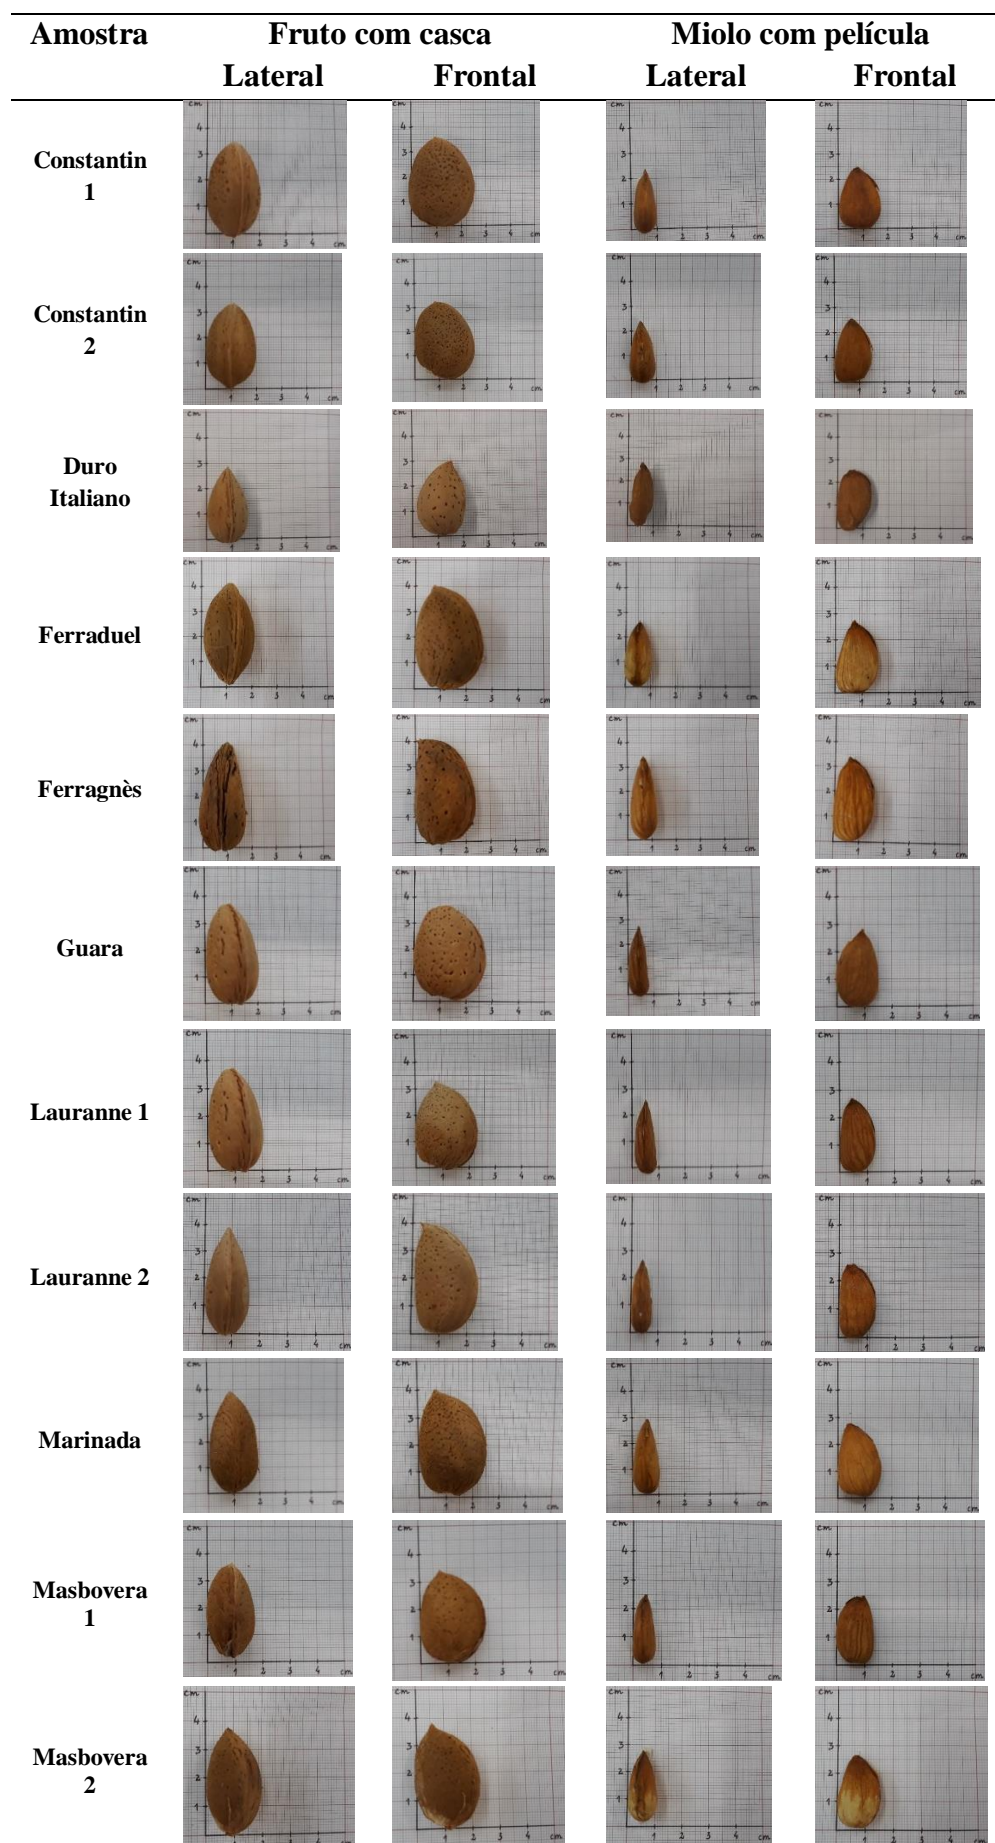 Amostra Fruto com casca Miolo com película
Lateral Frontal Lateral Frontal
Constantin
1
Constantin
2
Duro
Italiano
Ferraduel
Ferragnès
Guara
Lauranne 1
Lauranne 2
Marinada
Masbovera
1
Masbovera
2